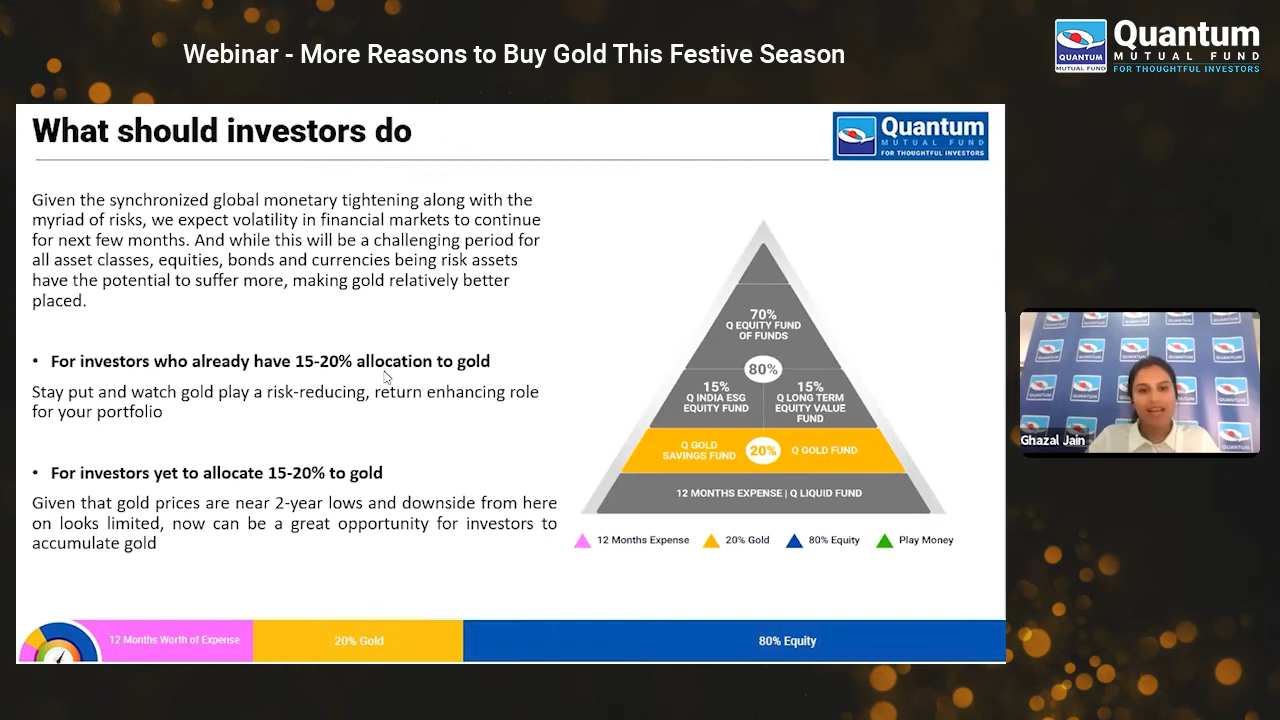 Webinar - More Reasons to Buy Gold This Festive Season
QUANTUM
MUTUAL FUND
Quantum
MUTUAL FUND
FOR THOUGHTFUL INVESTORS
What should investors do
Quantum
MUTUAL FUND
FOR THOUGHTFUL INVESTORS
Given the synchronized global monetary tightening along with the
myriad of risks, we expect volatility in financial markets to continue
for next few months. And while this will be a challenging period for
all asset classes, equities, bonds and currencies being risk assets
have the potential to suffer more, making gold relatively better
placed.
• For investors who already have 15-20% allocation to gold
Stay put and watch gold play a risk-reducing, return enhancing role
for your portfolio
• For investors yet to allocate 15-20% to gold
Given that gold prices are near 2-year lows and downside from here
on looks limited, now can be a great opportunity for investors to
accumulate gold
70%
Q EQUITY FUND
OF FUNDS
80%
15%
Q INDIA ESG
EQUITY FUND
15%
Q LONG TERM
EQUITY VALUE
FUND
Q GOLD
SAVINGS FUND
20%
Q GOLD FUND
12 MONTHS EXPENSE | Q LIQUID FUND
12 Months Expense
20% Gold
80% Equity
Play Money
Ghazal Jain
12 Months Worth of Expense
20% Gold
80% Equity